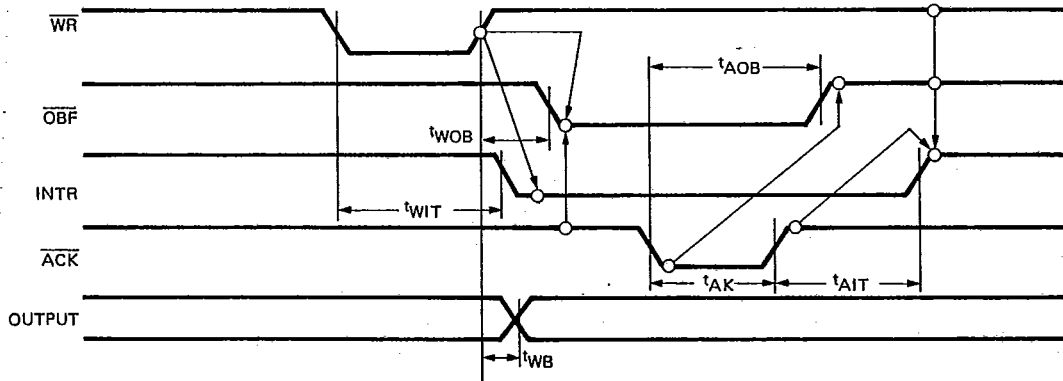 WR
tAOB
OBF
tWOB
INTR
tWIT
ACK
tAK
tAIT
OUTPUT
tWB